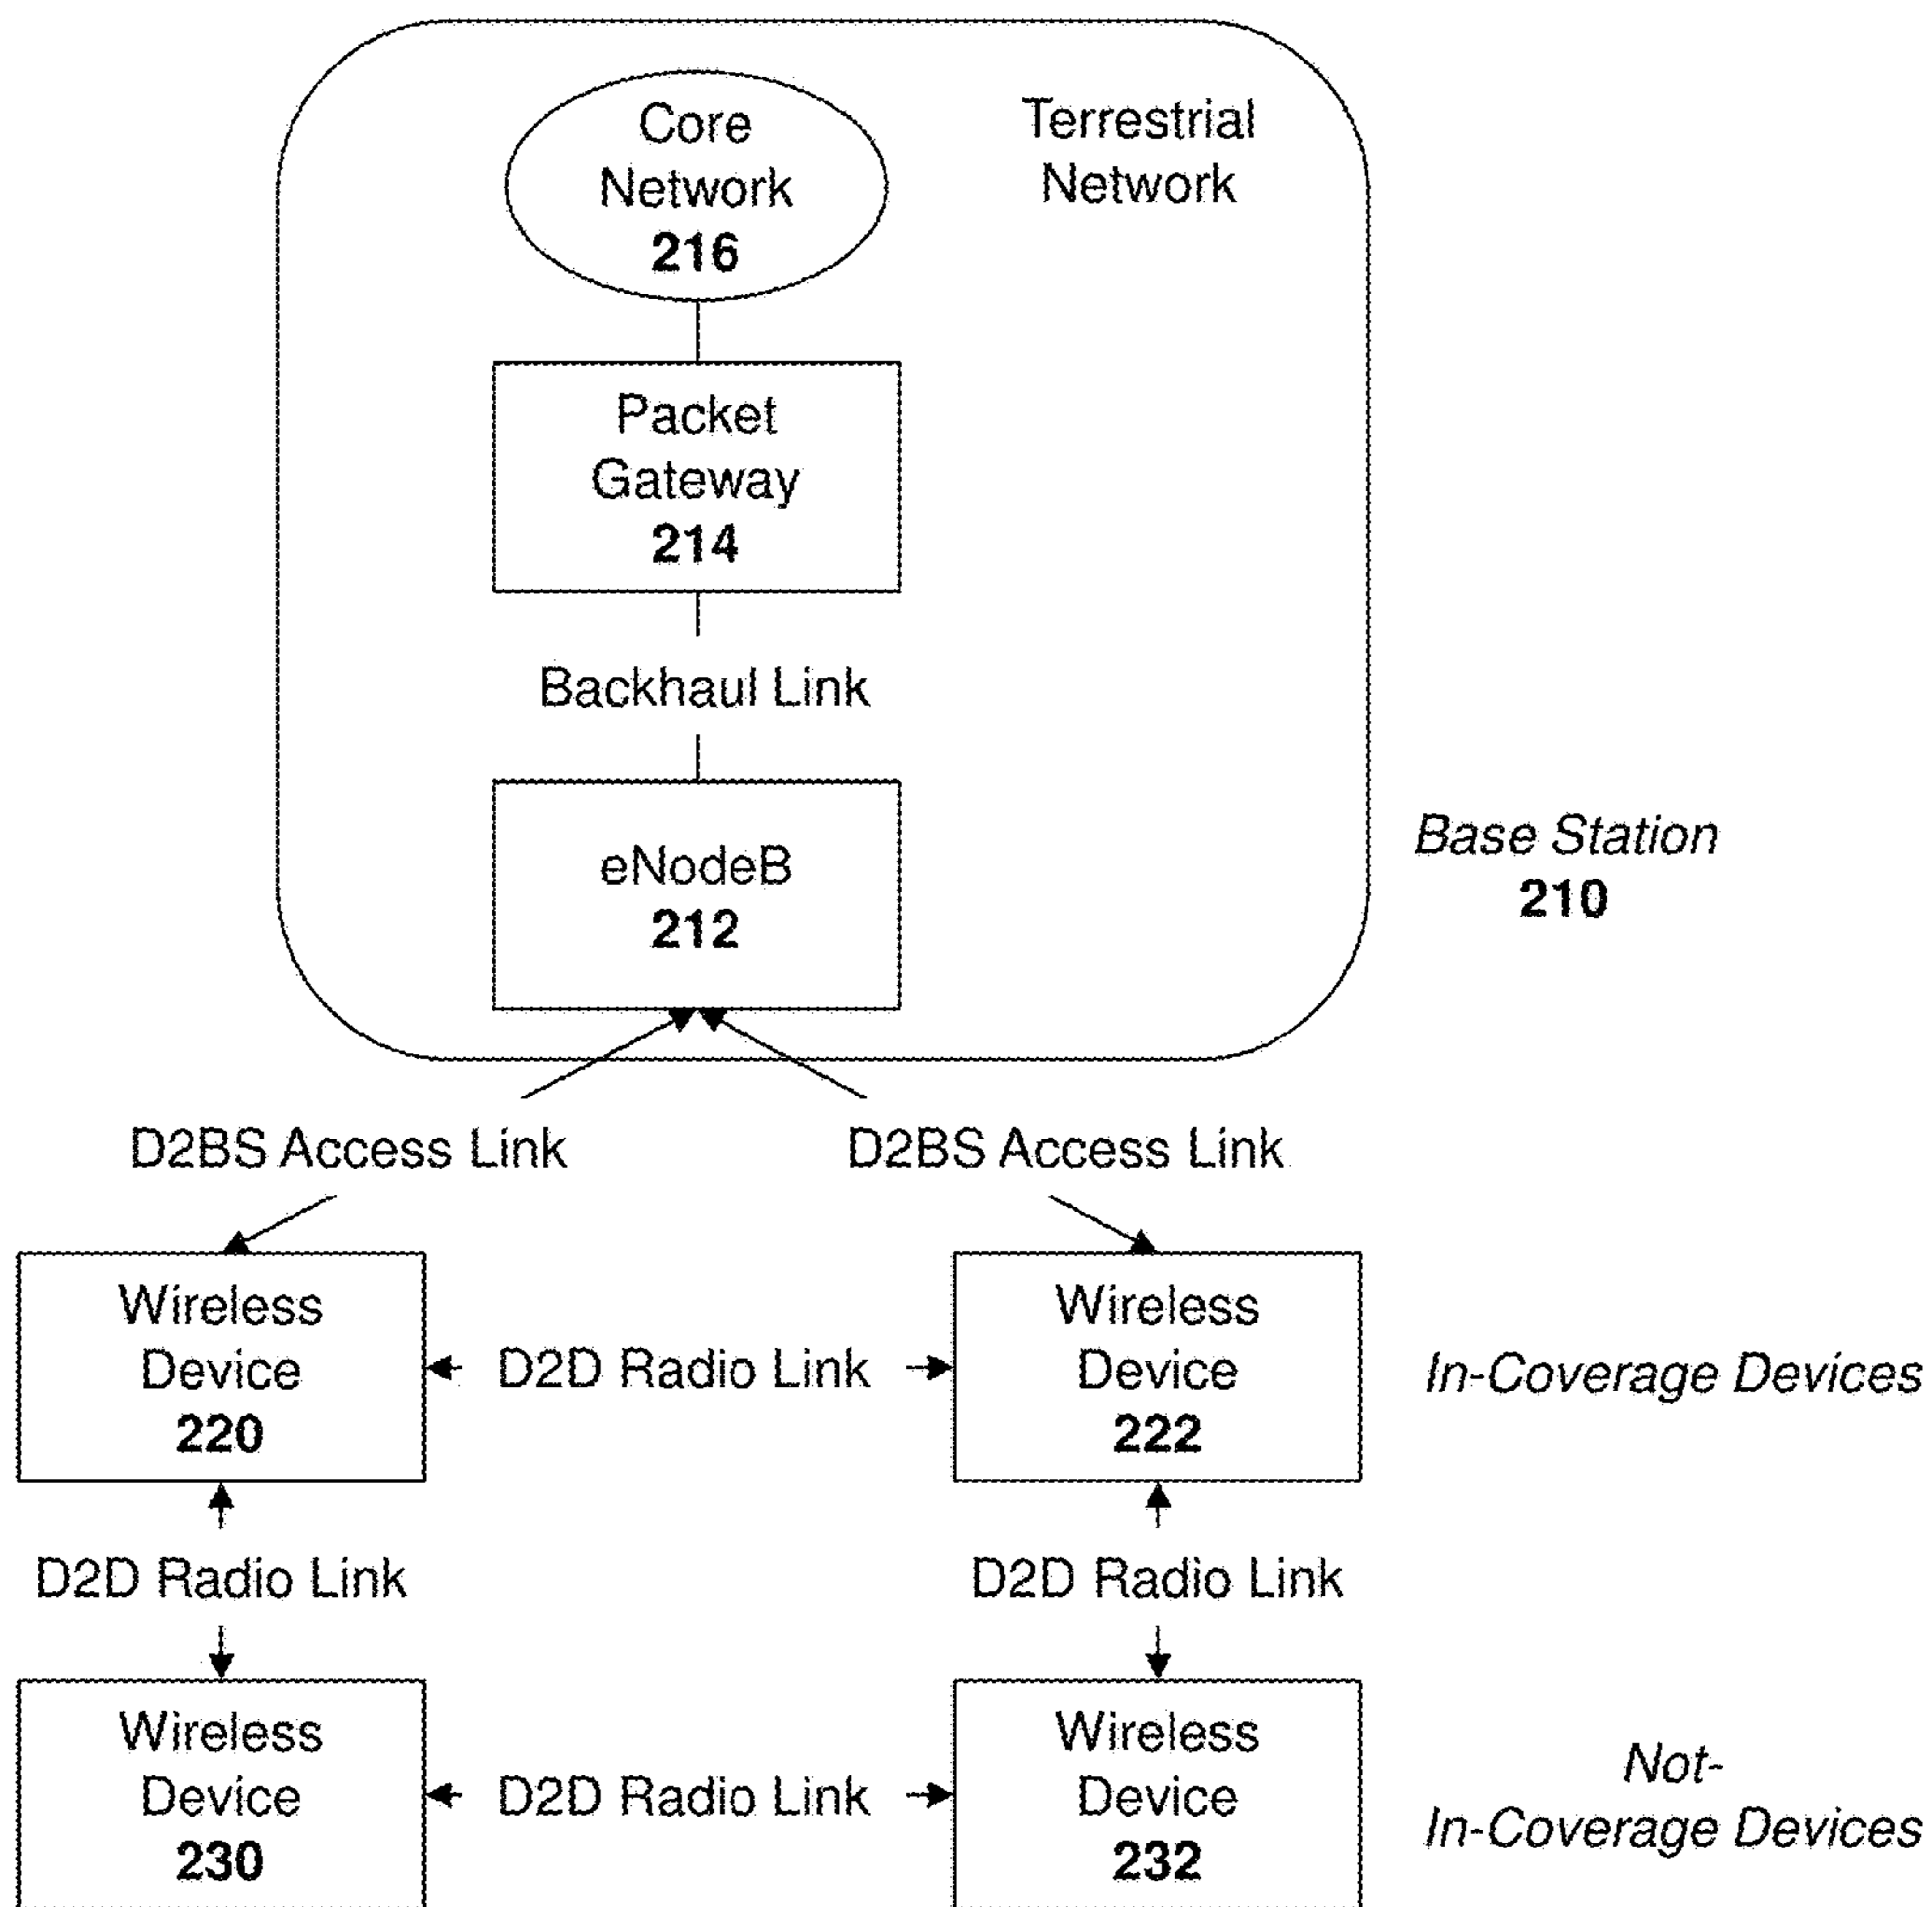 Core
Network
216
Terrestrial
Network
Packet
Gateway
214
Backhaul Link
eNodeB
212
Base Station
210
D2BS Access Link
D2BS Access Link
Wireless
Device
220
D2D Radio Link
Wireless
Device
222
In-Coverage Devices
D2D Radio Link
D2D Radio Link
Wireless
Device
230
D2D Radio Link
Wireless
Device
232
Not-
In-Coverage Devices